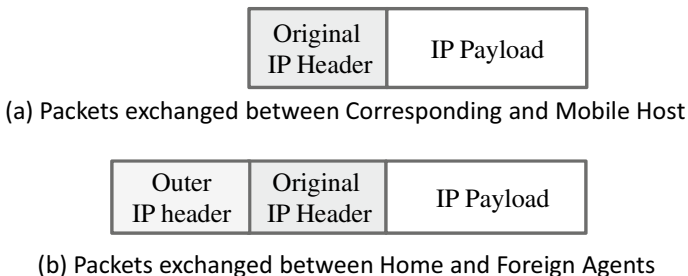 Original
IP Header
IP Payload
(a) Packets exchanged between Corresponding and Mobile Host
Outer
IP header
Original
IP Header
IP Payload
(b) Packets exchanged between Home and Foreign Agents